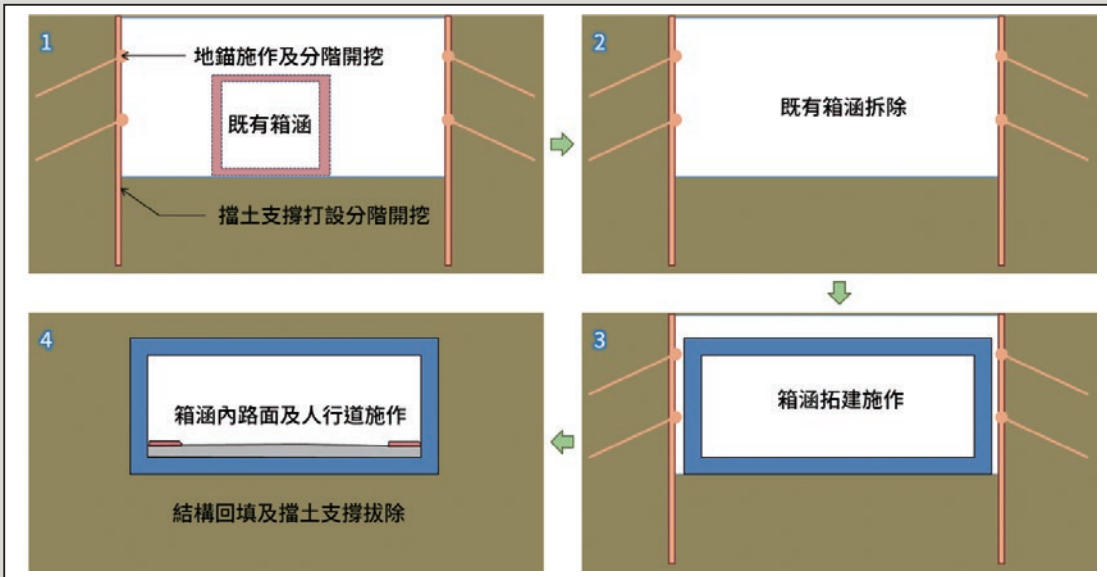 1
地錨施作及分階開挖
既有箱涵
擋土支撐打設分階開挖
2
既有箱涵拆除
3
箱涵拓建施作
4
箱涵內路面及人行道施作
結構回填及擋土支撐拔除